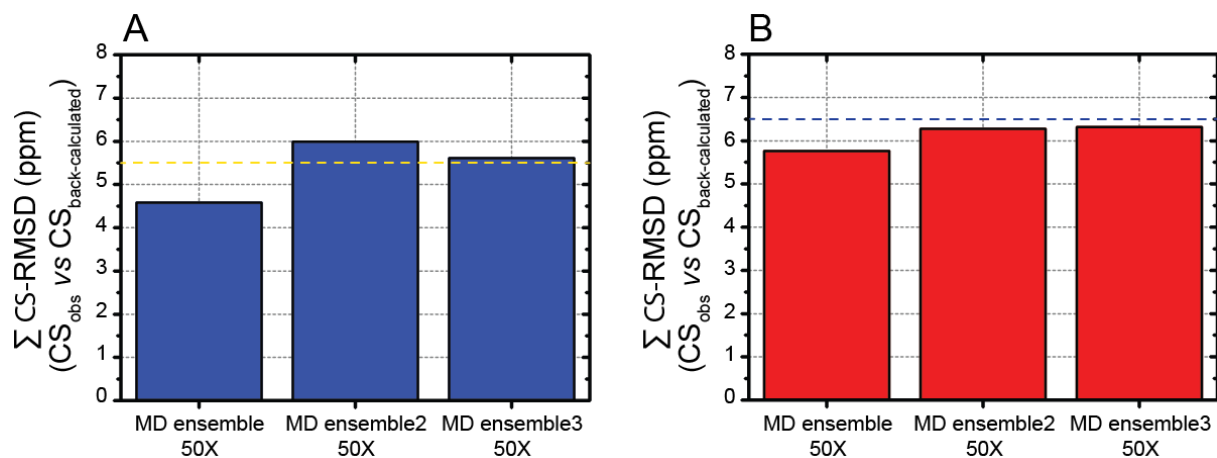 A
8
7
6
5
4
3
2
1
0
∑ CS-RMSD (ppm)
(CSobs vs CSback-calculated)
MD ensemble
50X
MD ensemble2
50X
MD ensemble3
50X
B
8
7
6
5
4
3
2
1
0
∑ CS-RMSD (ppm)
(CSobs vs CSback-calculated)
MD ensemble
50X
MD ensemble2
50X
MD ensemble3
50X